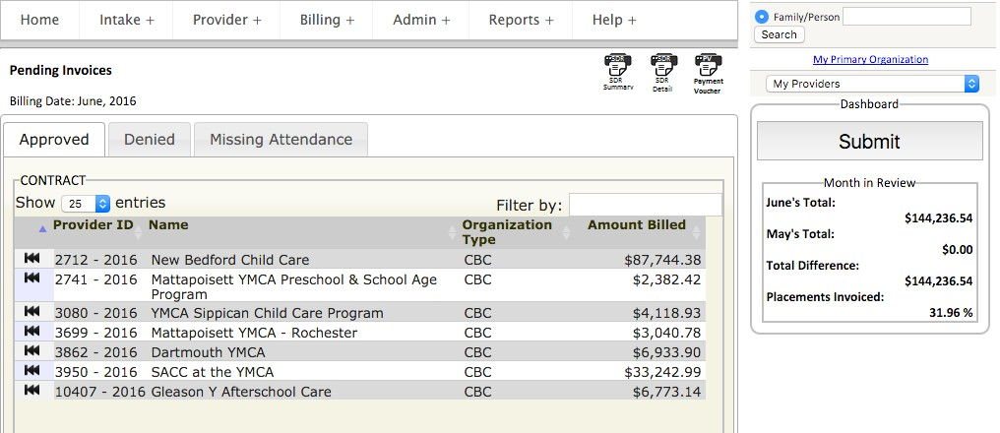 Home Intake + Provider + Billing + Admin + Reports + Help +
Family/Person
Search
My Primary Organization
My Providers
Pending Invoices
SDR
SDR Summary
SDR
SDR Detail
PV
Payment Voucher
Billing Date: June, 2016
Approved Denied Missing Attendance
CONTRACT
Show 25 entries
Filter by:
Provider ID Name Organization Type Amount Billed
2712 - 2016 New Bedford Child Care CBC $87,744.38
2741 - 2016 Mattapoisett YMCA Preschool & School Age CBC $2,382.42
Program
3080 - 2016 YMCA Sippican Child Care Program CBC $4,118.93
3699 - 2016 Mattapoisett YMCA - Rochester CBC $3,040.78
3862 - 2016 Dartmouth YMCA CBC $6,933.90
3950 - 2016 SACC at the YMCA CBC $33,242.99
10407 - 2016 Gleason Y Afterschool Care CBC $6,773.14
Dashboard
Submit
Month in Review
June's Total:
$144,236.54
May's Total:
$0.00
Total Difference:
$144,236.54
Placements Invoiced:
31.96 %